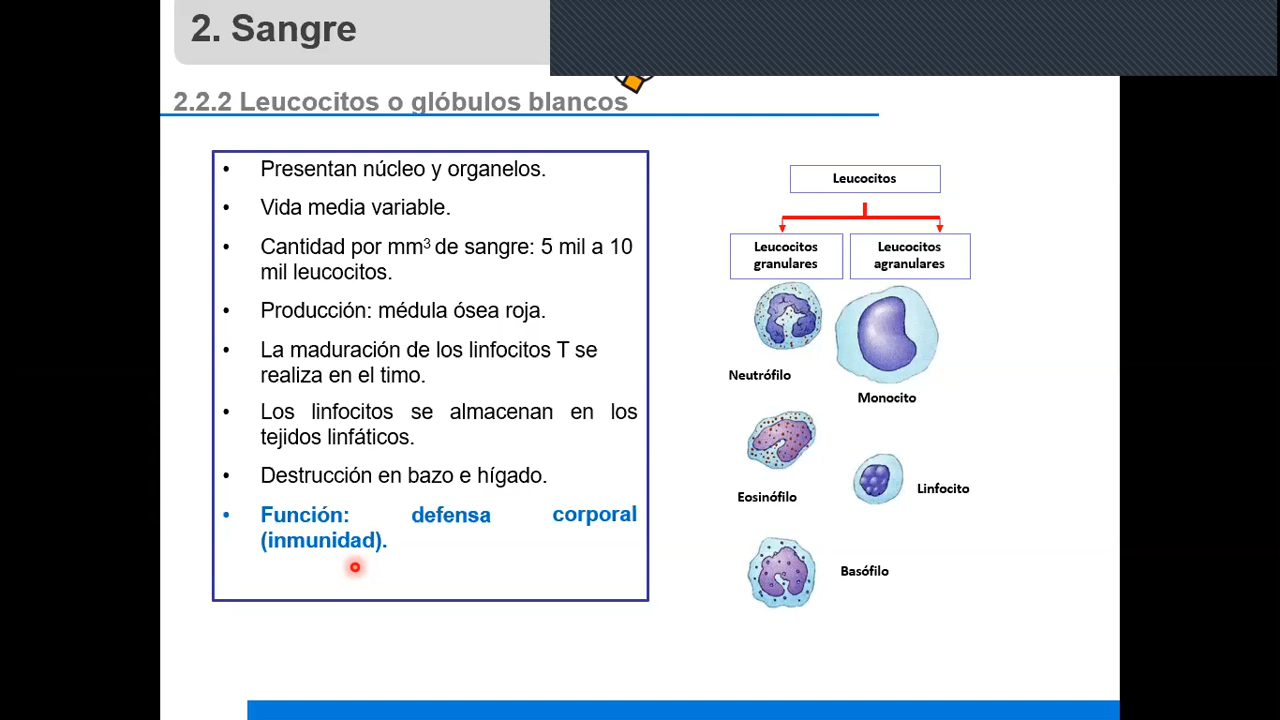 2. Sangre
2.2.2 Leucocitos o glóbulos blancos
• Presentan núcleo y organelos.
• Vida media variable.
• Cantidad por mm³ de sangre: 5 mil a 10
mil leucocitos.
• Producción: médula ósea roja.
• La maduración de los linfocitos T se
realiza en el timo.
• Los linfocitos se almacenan en los
tejidos linfáticos.
• Destrucción en bazo e hígado.
• Función: defensa corporal
(inmunidad).
Leucocitos
Leucocitos
granulares
Leucocitos
agranulares
Neutrófilo
Monocito
Eosinófilo
Linfocito
Basófilo